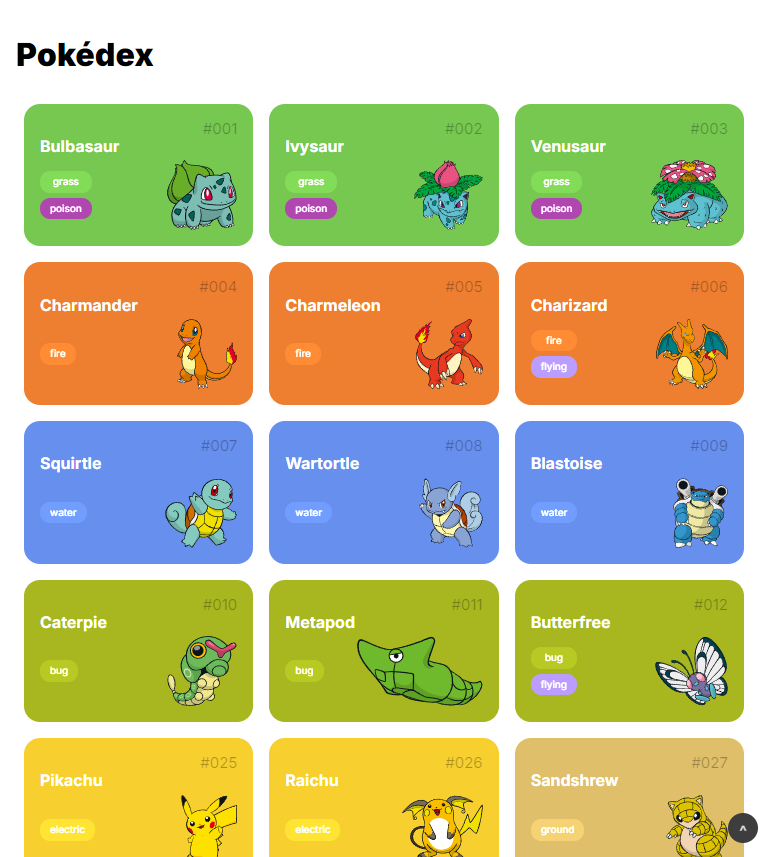 Pokédex
#001
Bulbasaur
grass
poison
#002
Ivysaur
grass
poison
#003
Venusaur
grass
poison
#004
Charmander
fire
#005
Charmeleon
fire
#006
Charizard
fire
flying
#007
Squirtle
water
#008
Wartortle
water
#009
Blastoise
water
#010
Caterpie
bug
#011
Metapod
bug
#012
Butterfree
bug
flying
#025
Pikachu
electric
#026
Raichu
electric
#027
Sandshrew
ground
^